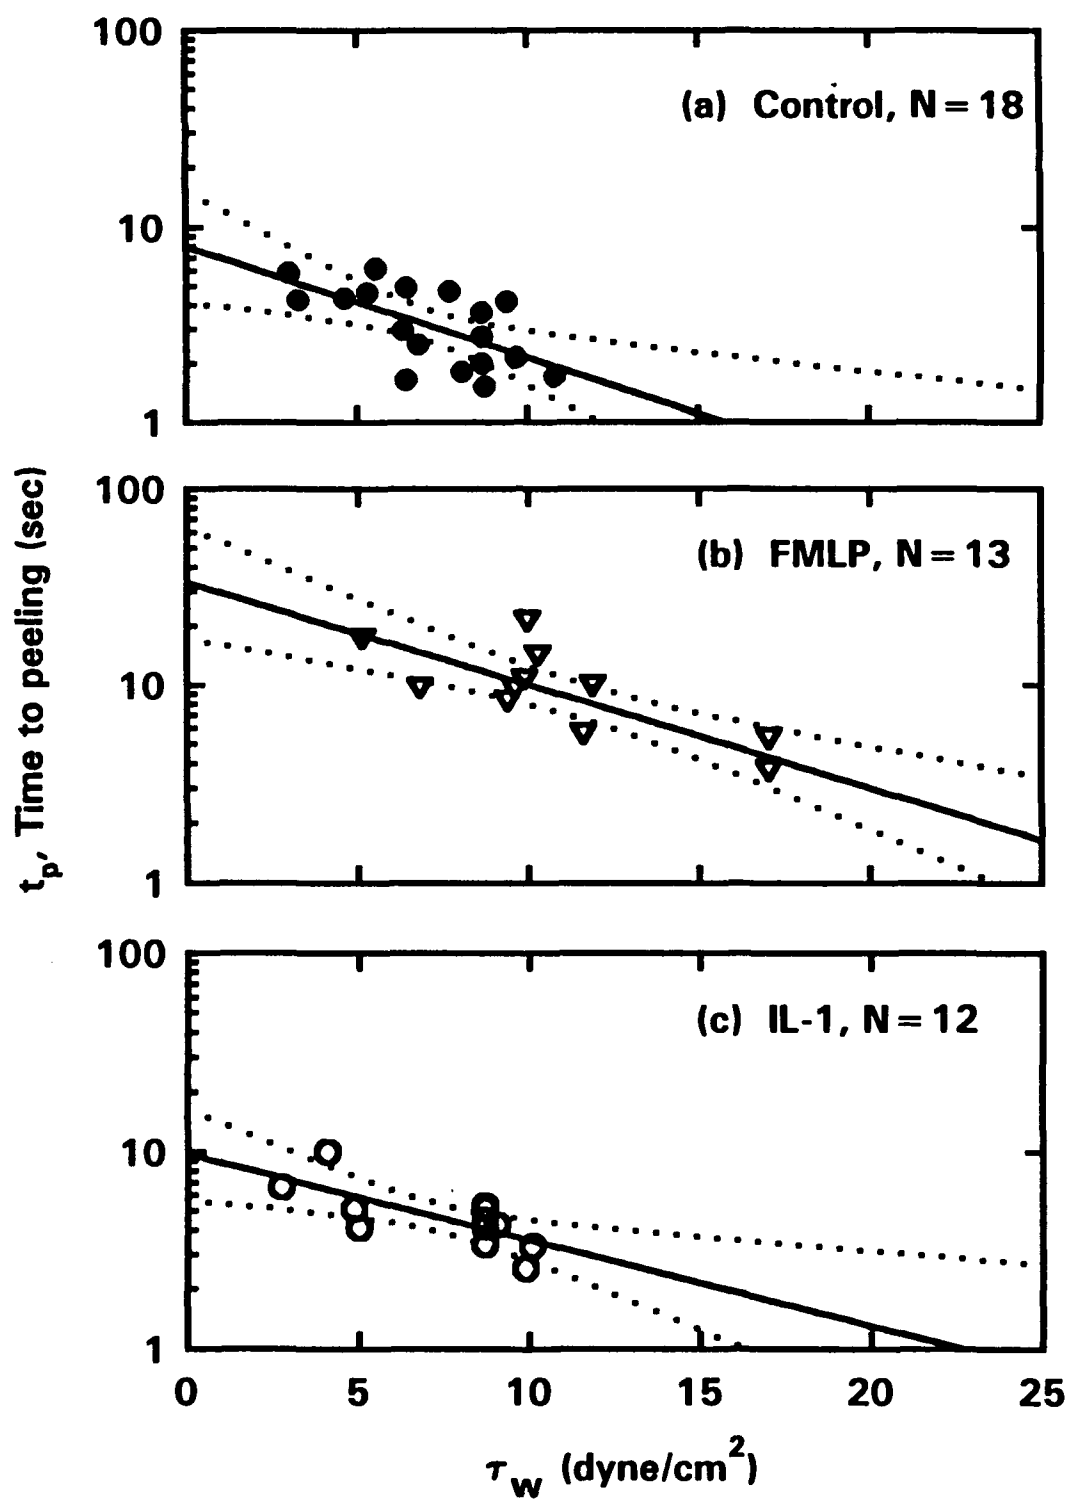 100
(a) Control, N = 18
10
1
100
(b) FMLP, N = 13
10
1
100
(c) IL-1, N = 12
10
1
0 5 10 15 20 25
τw (dyne/cm²)
tp, Time to peeling (sec)